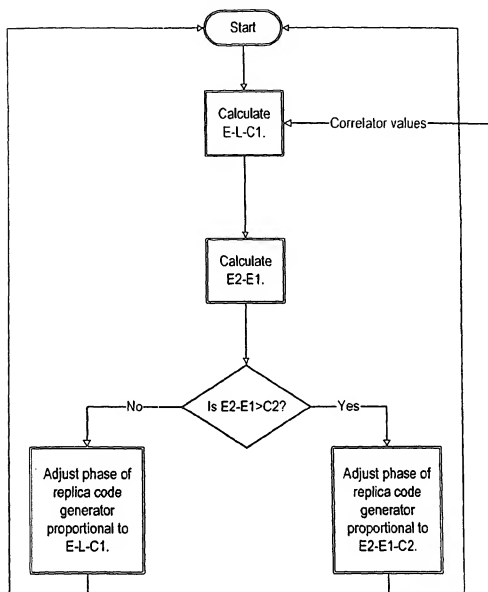 Start
Calculate
E-L-C1.
Correlator values
Calculate
E2-E1.
Is E2-E1>C2?
No
Yes
Adjust phase of
replica code
generator
proportional to
E-L-C1.
Adjust phase of
replica code
generator
proportional to
E2-E1-C2.